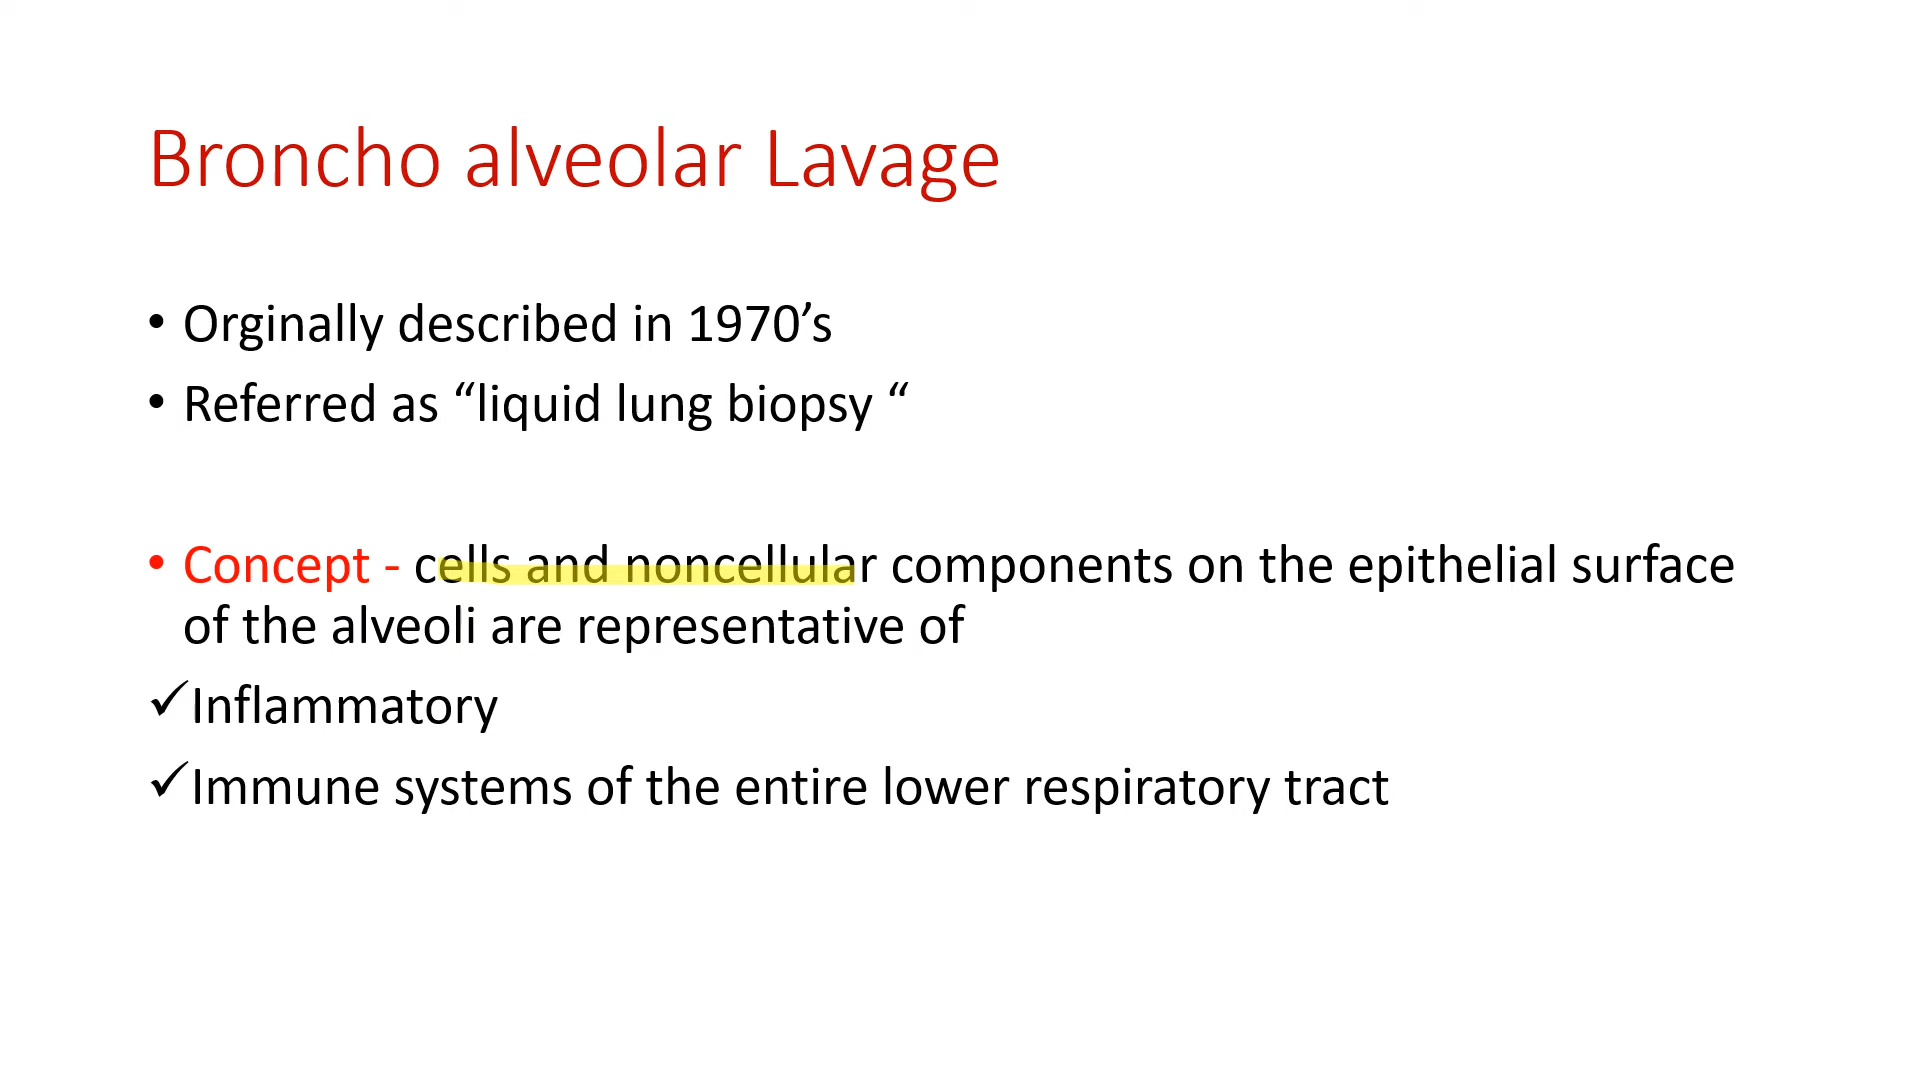 Broncho alveolar Lavage
• Orginally described in 1970’s
• Referred as “liquid lung biopsy “
• Concept - cells and noncellular components on the epithelial surface
of the alveoli are representative of
✓Inflammatory
✓Immune systems of the entire lower respiratory tract